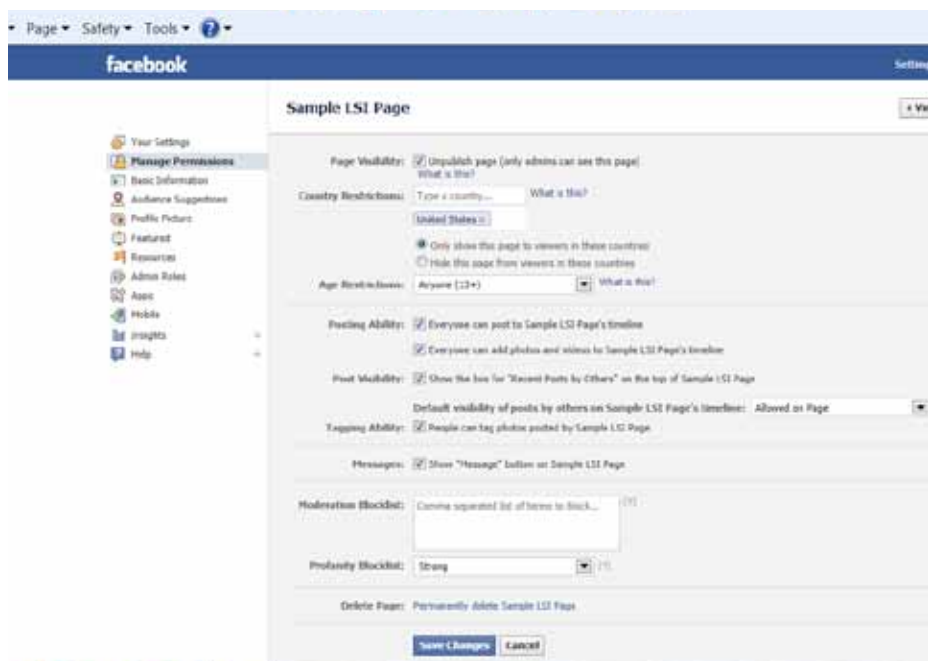 Page Safety Tools
facebook
Setting
Sample LSI Page
Your Settings
Manage Permissions
Basic Information
Audience Suggestions
Profile Picture
Featured
Resources
Admin Roles
Apps
Mobile
Insights
Help
Page Visibility: Unpublish page (only admins can see this page)
What is this?
Country Restrictions: Type a country... What is this?
United States
Only show this page to viewers in these countries
Hide this page from viewers in these countries
Age Restrictions: Anyone (13+) What is this?
Posting Ability: Everyone can post to Sample LSI Page's timeline
Everyone can add photos and videos to Sample LSI Page's timeline
Post Visibility: Show the box for "Recent Posts by Others" on the top of Sample LSI Page
Default visibility of posts by others on Sample LSI Page's timeline: Allowed on Page
Tagging Ability: People can tag photos posted by Sample LSI Page
Messages: Show "Message" button on Sample LSI Page
Moderation Blocklist: Comma separated list of terms to block... [?]
Profanity Blocklist: Strong [?]
Delete Page: Permanently delete Sample LSI Page
Save Changes Cancel